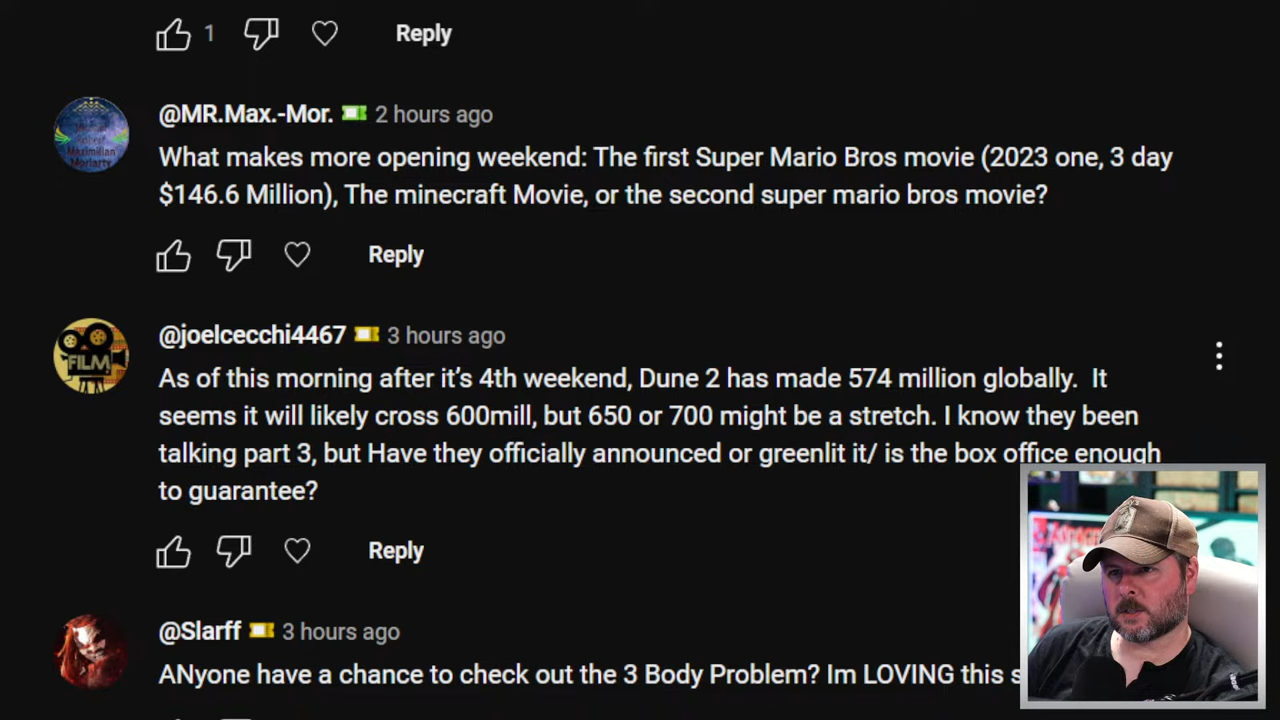 1 Reply
@MR.Max.-Mor. 2 hours ago
What makes more opening weekend: The first Super Mario Bros movie (2023 one, 3 day
$146.6 Million), The minecraft Movie, or the second super mario bros movie?
Reply
@joelcecchi4467 3 hours ago
As of this morning after it’s 4th weekend, Dune 2 has made 574 million globally. It
seems it will likely cross 600mill, but 650 or 700 might be a stretch. I know they been
talking part 3, but Have they officially announced or greenlit it/ is the box office enough
to guarantee?
FILM
Reply
@Slarff 3 hours ago
ANyone have a chance to check out the 3 Body Problem? Im LOVING this s